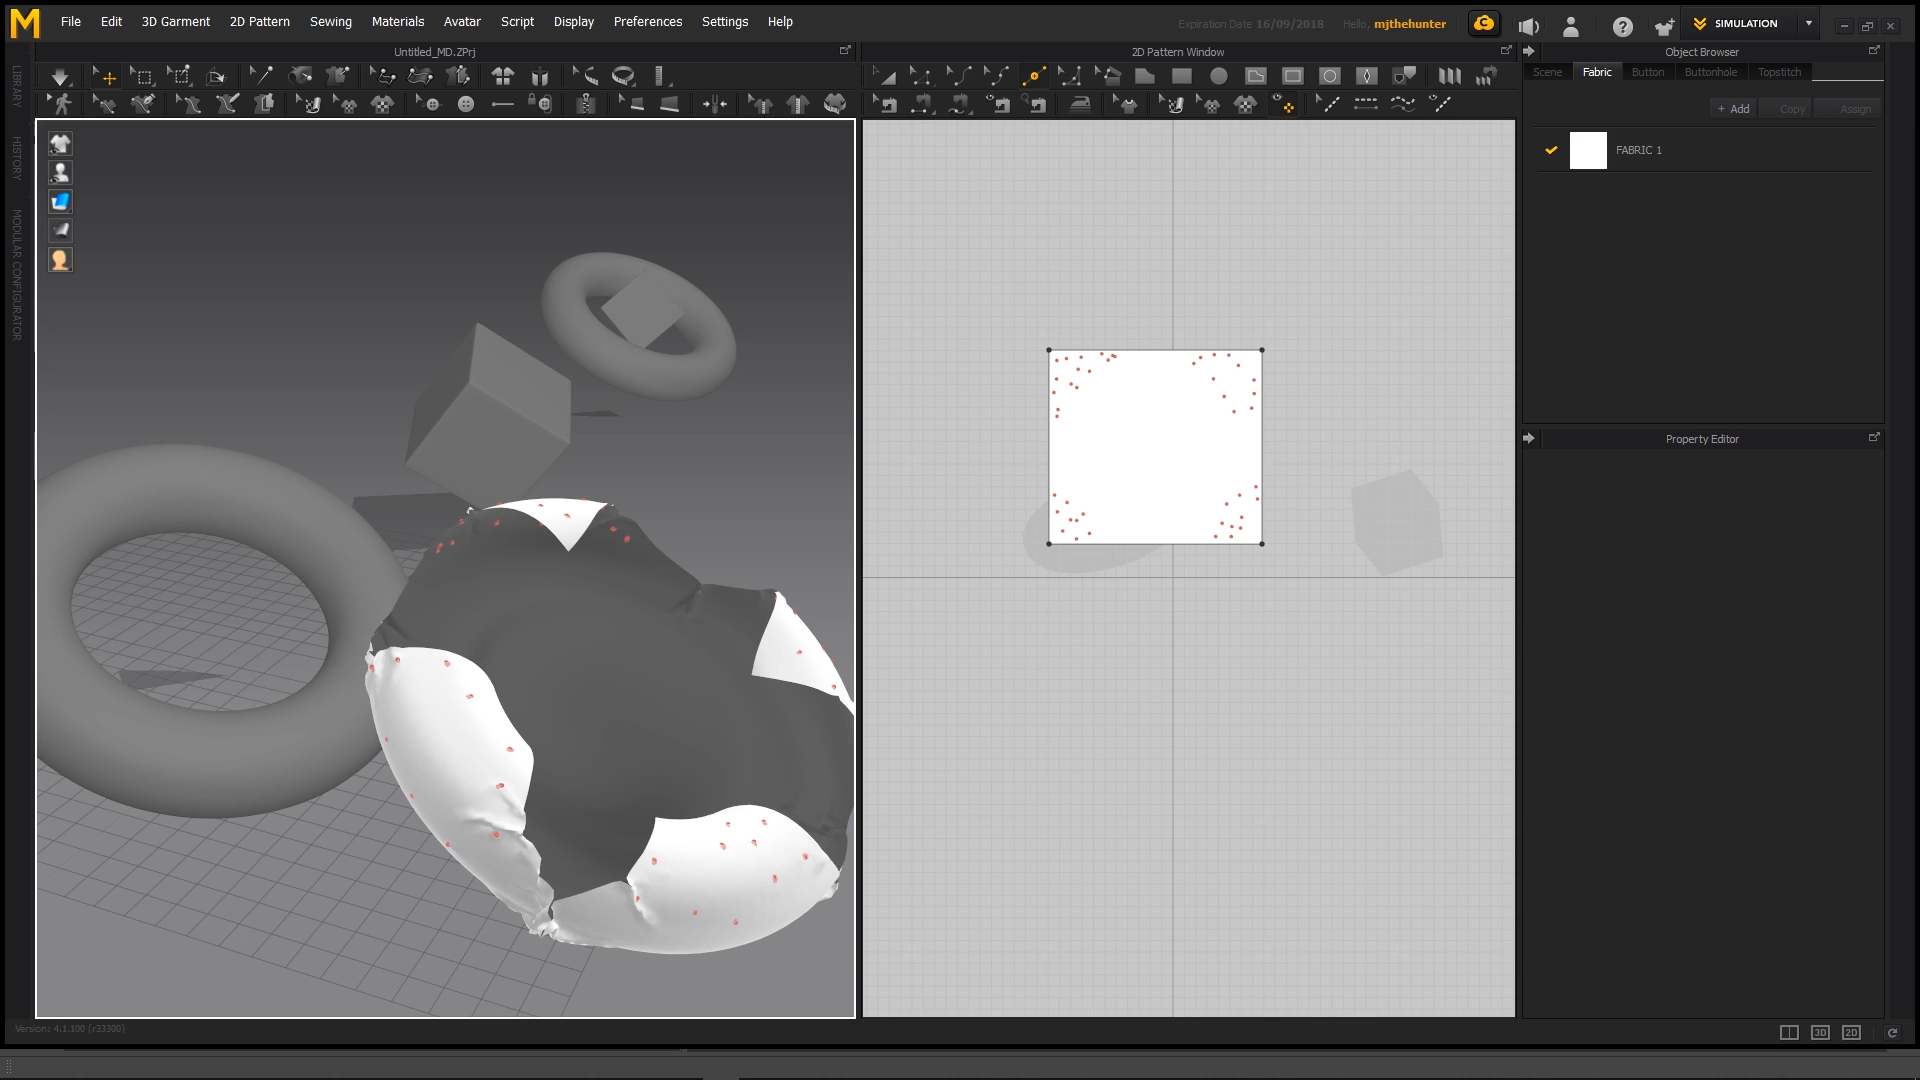 M
File Edit 3D Garment 2D Pattern Sewing Materials Avatar Script Display Preferences Settings Help
Expiration Date 16/09/2018 Hello, mjthehunter
SIMULATION
Untitled_MD.ZPrj
2D Pattern Window
Object Browser
Scene Fabric Button Buttonhole Topstitch
+ Add Copy Assign
FABRIC 1
LIBRARY
HISTORY
MODULAR CONFIGURATOR
Property Editor
Version: 4.1.100 (r33300)
3D 2D